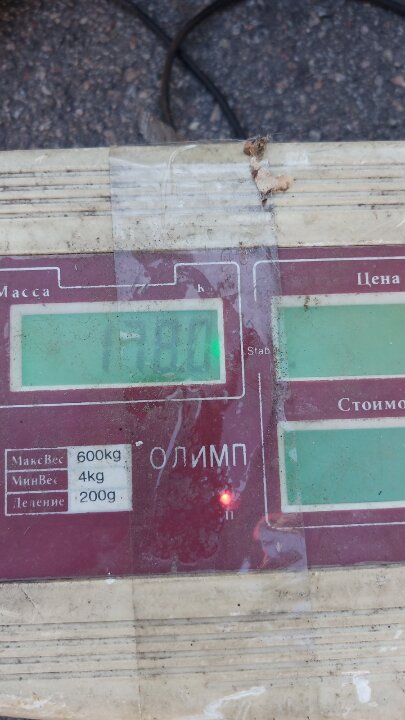 Масса
к
Цена
178.0
Stab
Стоимо
ОЛИМП
МаксВес 600kg
МинВес 4kg
Деление 200g
П